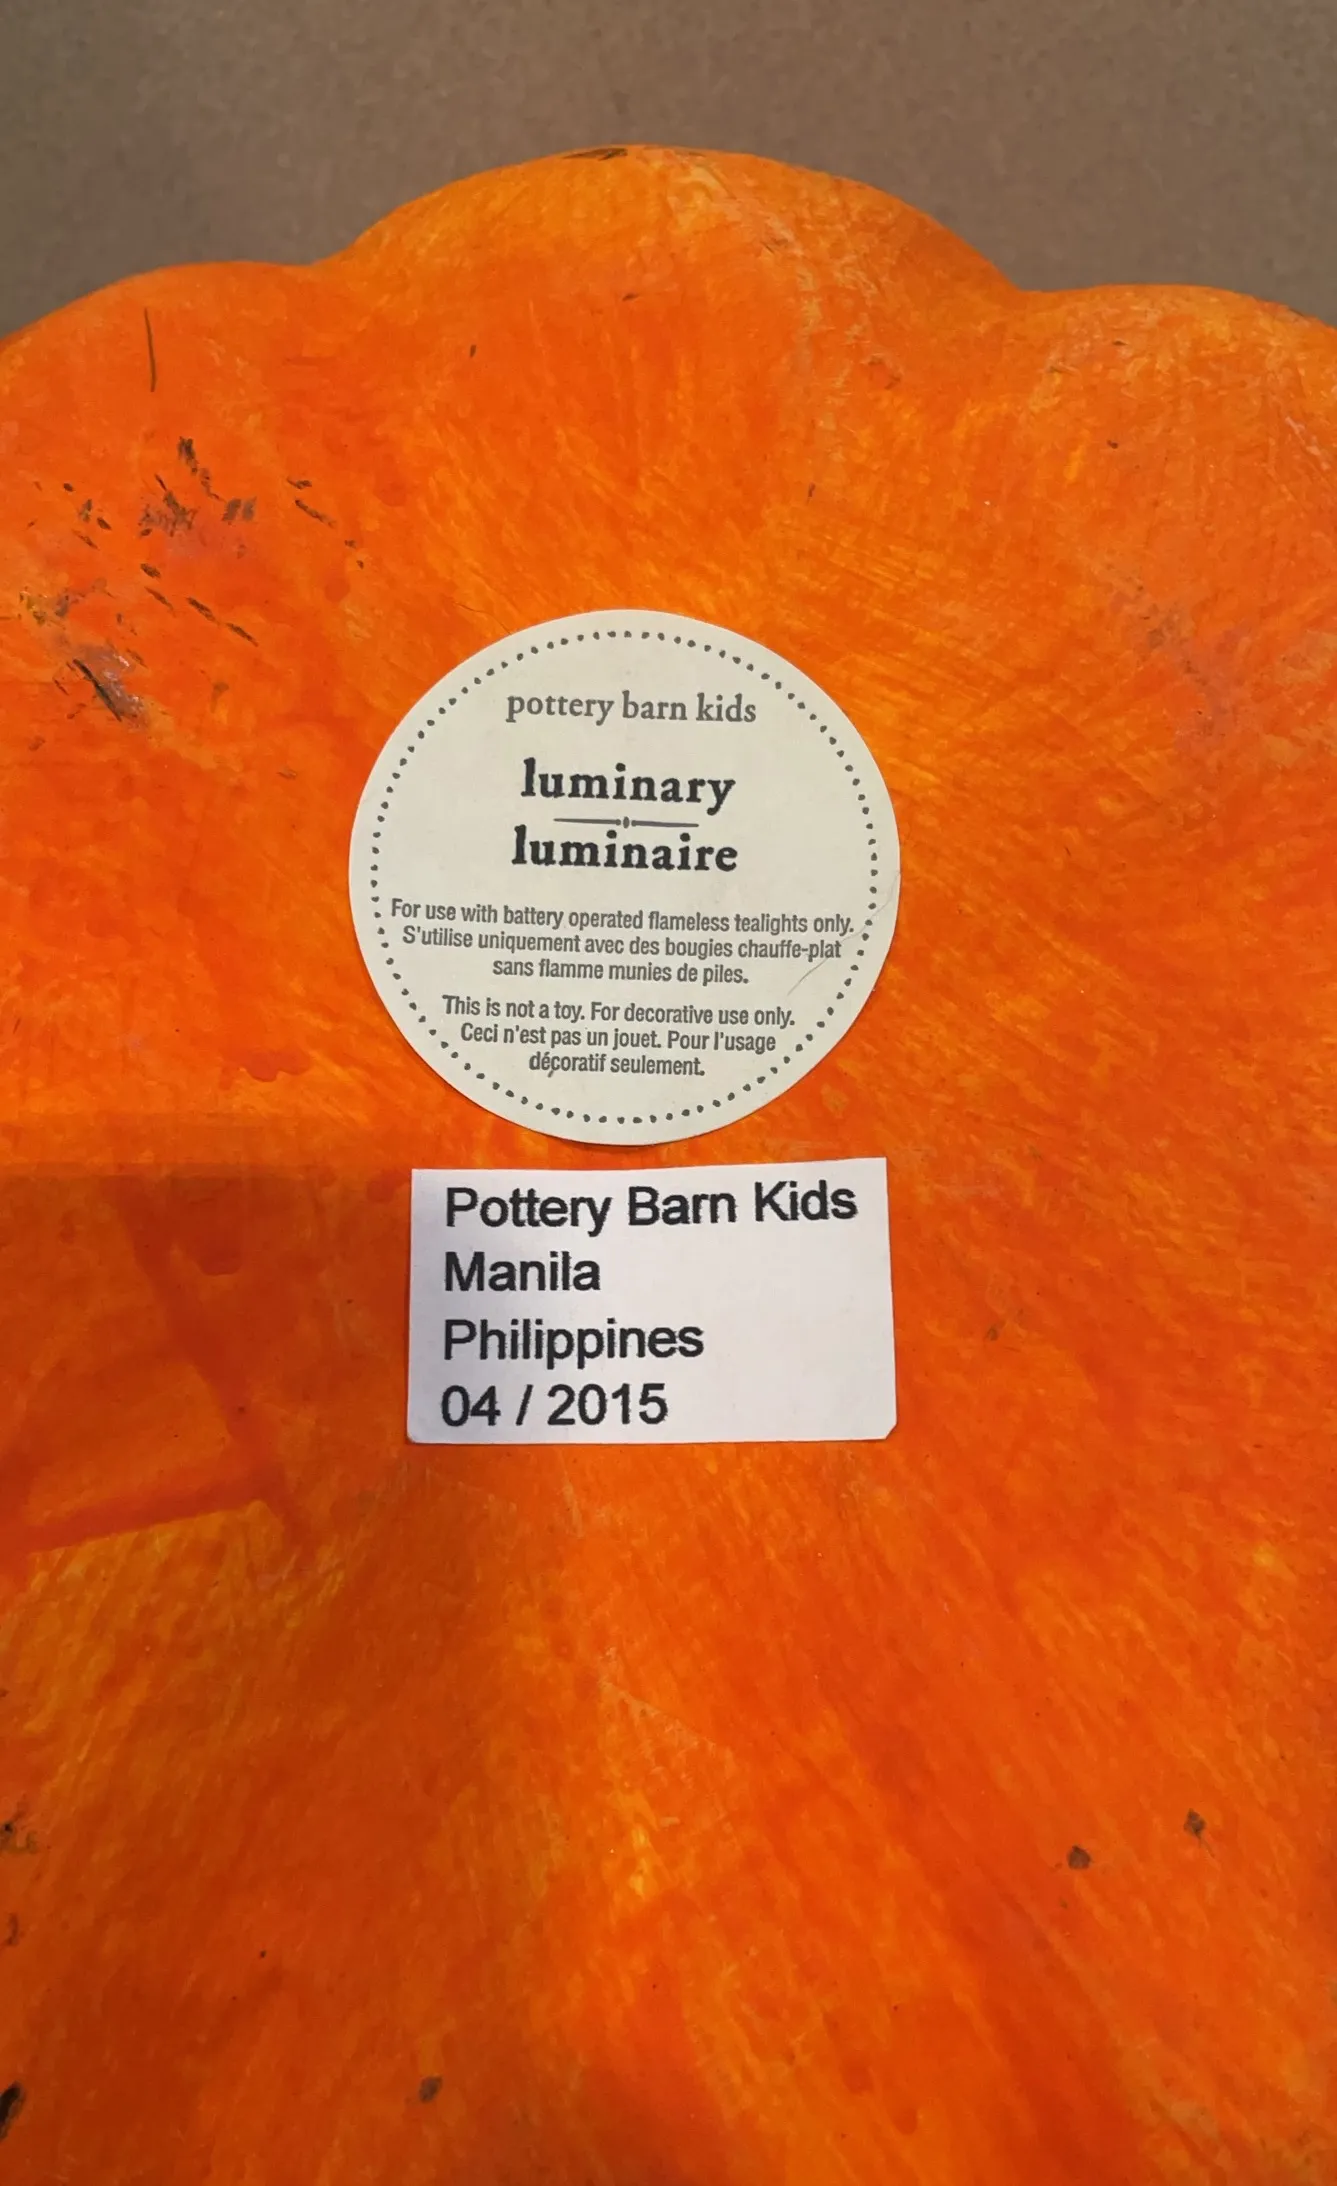 pottery barn kids
luminary
luminaire
For use with battery operated flameless tealights only.
S'utilise uniquement avec des bougies chauffe-plat
sans flamme munies de piles.
This is not a toy. For decorative use only.
Ceci n'est pas un jouet. Pour l'usage
décoratif seulement.
Pottery Barn Kids
Manila
Philippines
04 / 2015